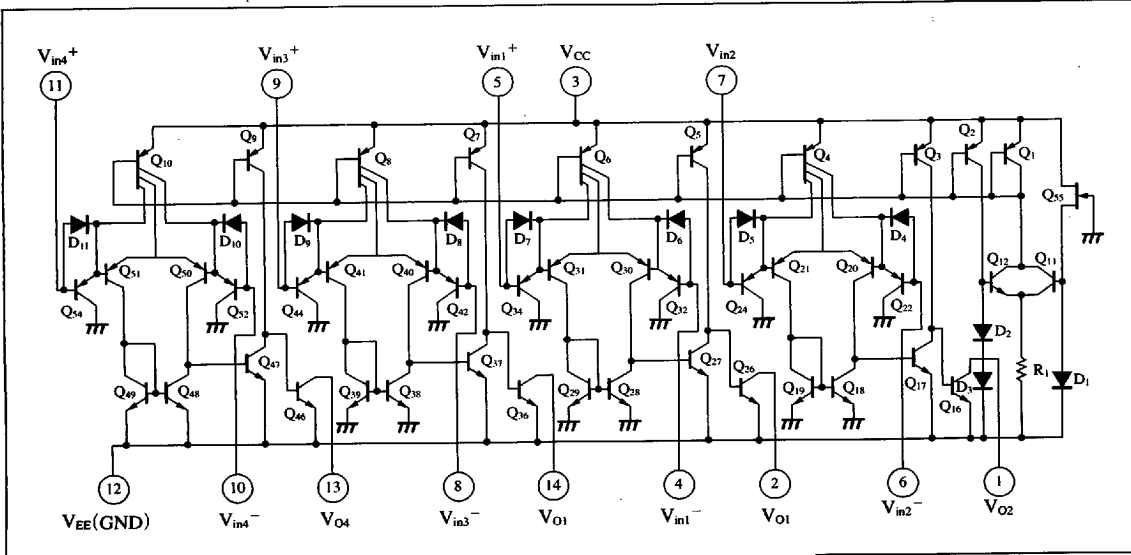 Vin4+
11
Vin3+
9
Vin1+
5
VCC
3
Vin2
7
Q10
Q9
Q8
Q7
Q6
Q5
Q4
Q3
Q2
Q1
Q55
D11
D10
D9
D8
D7
D6
D5
D4
Q51
Q50
Q41
Q40
Q31
Q30
Q21
Q20
Q12
Q11
Q54
Q52
Q44
Q42
Q34
Q32
Q24
Q22
D2
Q49
Q48
Q47
Q46
Q39
Q38
Q37
Q36
Q29
Q28
Q27
Q26
Q19
Q18
Q17
Q16
D3
R1
D1
12
VEE(GND)
10
Vin4−
13
VO4
8
Vin3−
14
VO1
4
Vin1−
2
VO1
6
Vin2−
1
VO2